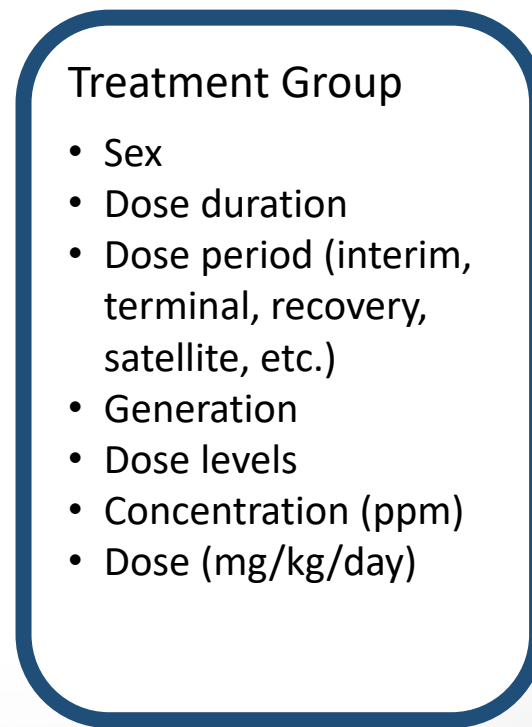 Treatment Group
• Sex
• Dose duration
• Dose period (interim,
terminal, recovery,
satellite, etc.)
• Generation
• Dose levels
• Concentration (ppm)
• Dose (mg/kg/day)